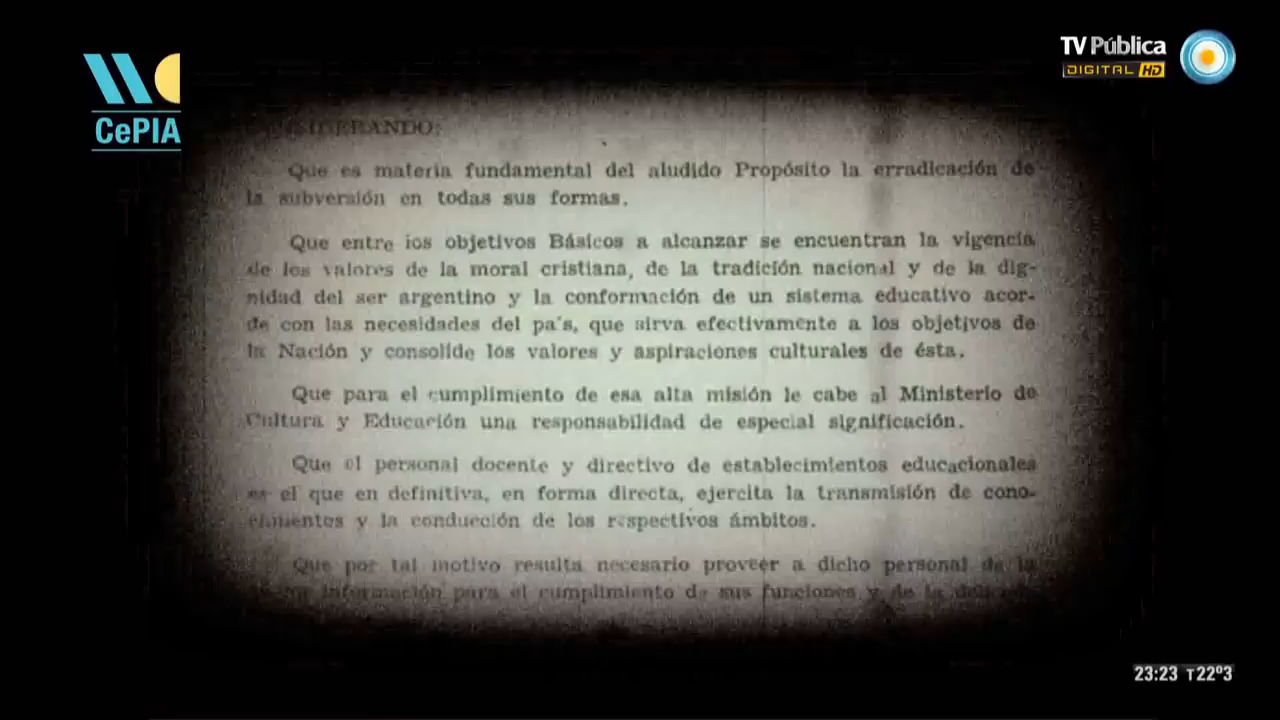 CePIA
TV Pública
DIGITAL HD
SIDERANDO:
Que es materia fundamental del aludido Propósito la erradicación de
la subversión en todas sus formas.
Que entre los objetivos Básicos a alcanzar se encuentran la vigencia
de los valores de la moral cristiana, de la tradición nacional y de la dig-
nidad del ser argentino y la conformación de un sistema educativo acor-
de con las necesidades del pa's, que sirva efectivamente a los objetivos de
la Nación y consolide los valores y aspiraciones culturales de ésta.
Que para el cumplimiento de esa alta misión le cabe al Ministerio de
Cultura y Educación una responsabilidad de especial significación.
Que el personal docente y directivo de establecimientos educacionales
es el que en definitiva, en forma directa, ejercita la transmisión de cono-
cimientos y la conducción de los respectivos ámbitos.
Que por tal motivo resulta necesario proveer a dicho personal de la
información para el cumplimiento de sus funciones y de la
23:23 T22º3